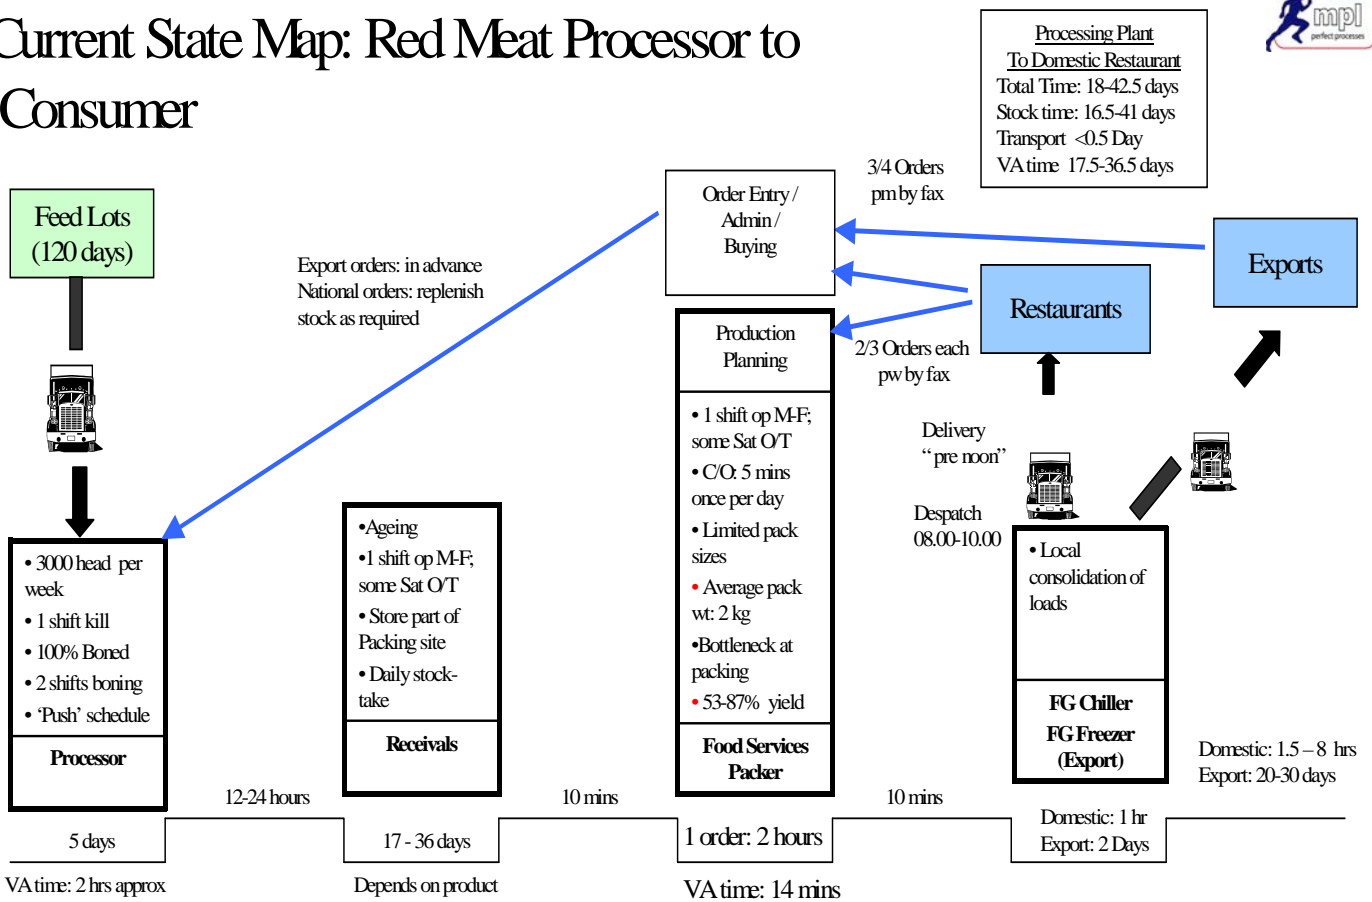 Current State Map: Red Meat Processor to
Consumer
mpl
perfect processes
Processing Plant
To Domestic Restaurant
Total Time: 18-42.5 days
Stock time: 16.5-41 days
Transport <0.5 Day
VA time 17.5-36.5 days
Feed Lots
(120 days)
Export orders: in advance
National orders: replenish
stock as required
Order Entry /
Admin /
Buying
3/4 Orders
pm by fax
Exports
Restaurants
2/3 Orders each
pw by fax
Production
Planning
• 1 shift op M-F;
some Sat O/T
• C/O: 5 mins
once per day
• Limited pack
sizes
• Average pack
wt: 2 kg
•Bottleneck at
packing
• 53-87% yield
Food Services
Packer
Delivery
“ pre noon”
Despatch
08.00-10.00
• 3000 head per
week
• 1 shift kill
• 100% Boned
• 2 shifts boning
• ‘Push’ schedule
Processor
•Ageing
•1 shift op M-F;
some Sat O/T
• Store part of
Packing site
• Daily stock-
take
Receivals
• Local
consolidation of
loads
FG Chiller
FG Freezer
(Export)
Domestic: 1.5 – 8 hrs
Export: 20-30 days
12-24 hours
10 mins
10 mins
5 days
17 - 36 days
1 order: 2 hours
Domestic: 1 hr
Export: 2 Days
VA time: 2 hrs approx
Depends on product
VA time: 14 mins